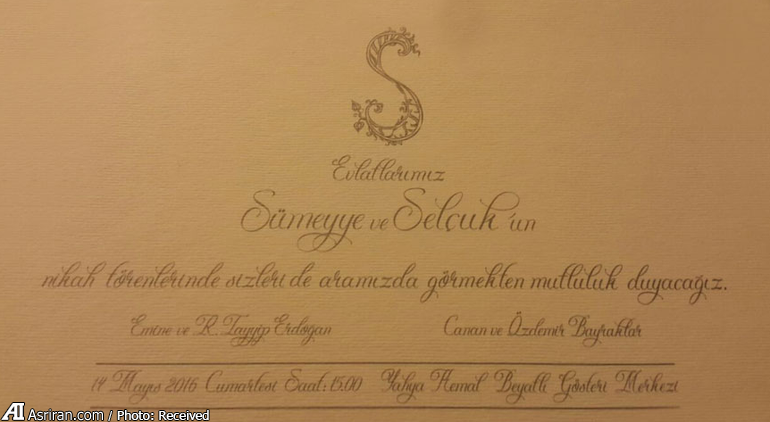 S
Evlatlarımız
Sümeyye ve Selçuk'un
nikah törenlerinde sizleri de aramızda görmekten mutluluk duyacağız.
Emine ve R. Tayyip Erdoğan Canan ve Özdemir Bayraktar
14 Mayıs 2016 Cumartesi Saat: 15.00 Yahya Kemal Beyatlı Gösteri Merkezi
Asriran.com / Photo: Received